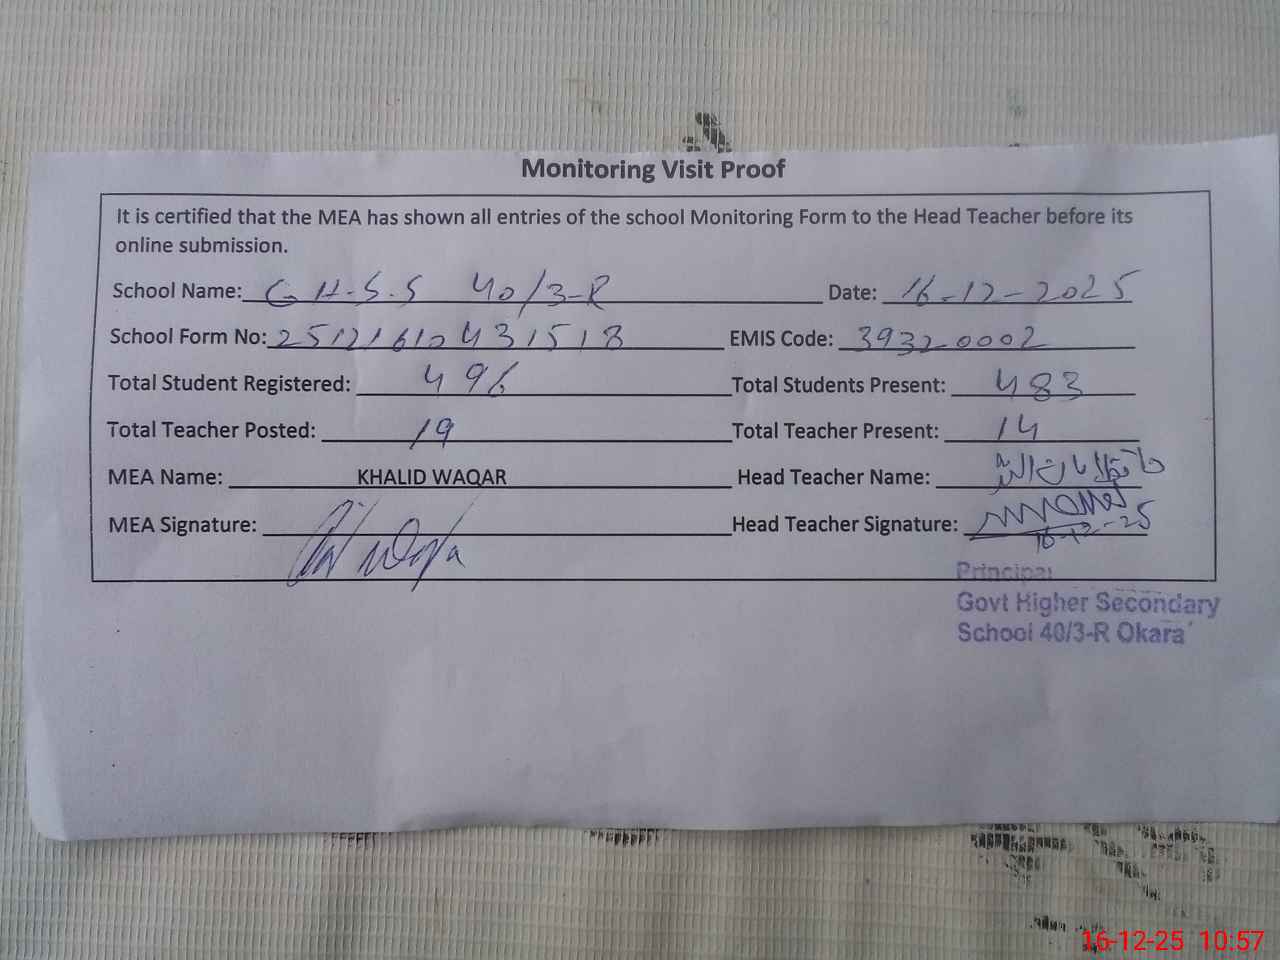 Monitoring Visit Proof
It is certified that the MEA has shown all entries of the school Monitoring Form to the Head Teacher before its
online submission.
School Name: G H.S.S 40/3-R Date: 16-12-2025
School Form No: 25121610431518 EMIS Code: 39320002
Total Student Registered: 496 Total Students Present: 483
Total Teacher Posted: 19 Total Teacher Present: 14
MEA Name: KHALID WAQAR Head Teacher Name:
MEA Signature: Head Teacher Signature:
16-12-25
Principal
Govt Higher Secondary
School 40/3-R Okara
16-12-25 10:57